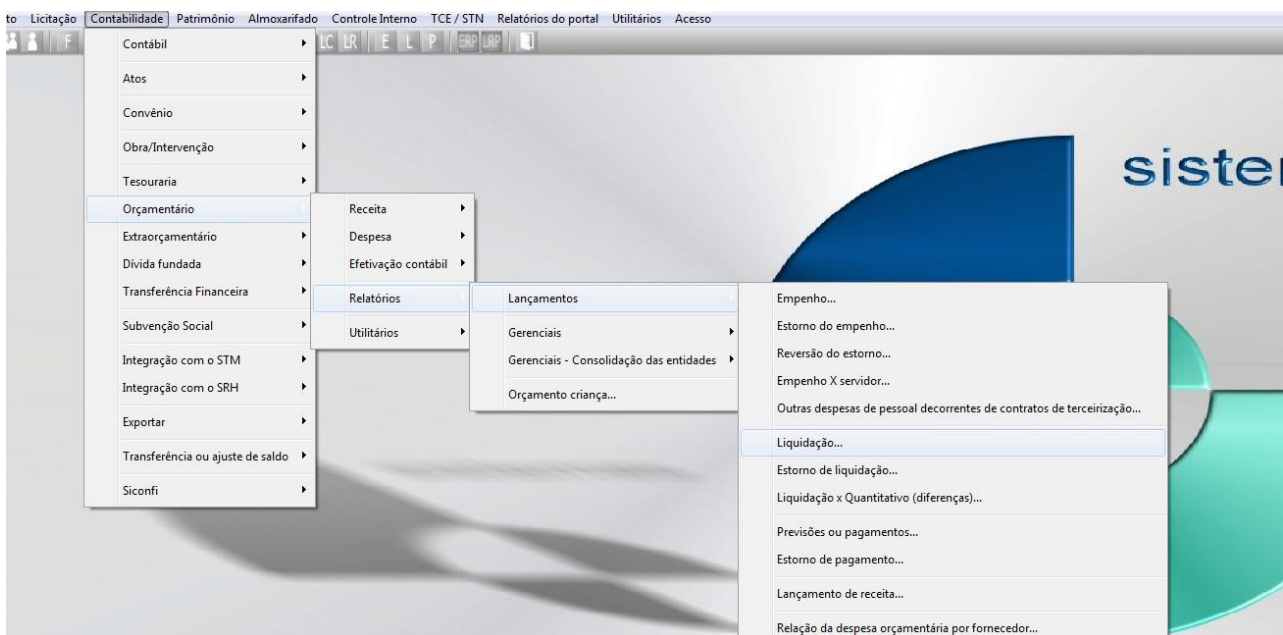 to Licitação Contabilidade Patrimônio Almoxarifado Controle Interno TCE / STN Relatórios do portal Utilitários Acesso
F LC LR E L P ERP LRP
Contábil
Atos
Convênio
Obra/Intervenção
Tesouraria
Orçamentário
Extraorçamentário
Dívida fundada
Transferência Financeira
Subvenção Social
Integração com o STM
Integração com o SRH
Exportar
Transferência ou ajuste de saldo
Siconfi
Receita
Despesa
Efetivação contábil
Relatórios
Utilitários
Lançamentos
Gerenciais
Gerenciais - Consolidação das entidades
Orçamento criança...
Empenho...
Estorno do empenho...
Reversão do estorno...
Empenho X servidor...
Outras despesas de pessoal decorrentes de contratos de terceirização...
Liquidação...
Estorno de liquidação...
Liquidação x Quantitativo (diferenças)...
Previsões ou pagamentos...
Estorno de pagamento...
Lançamento de receita...
Relação da despesa orçamentária por fornecedor...
siste